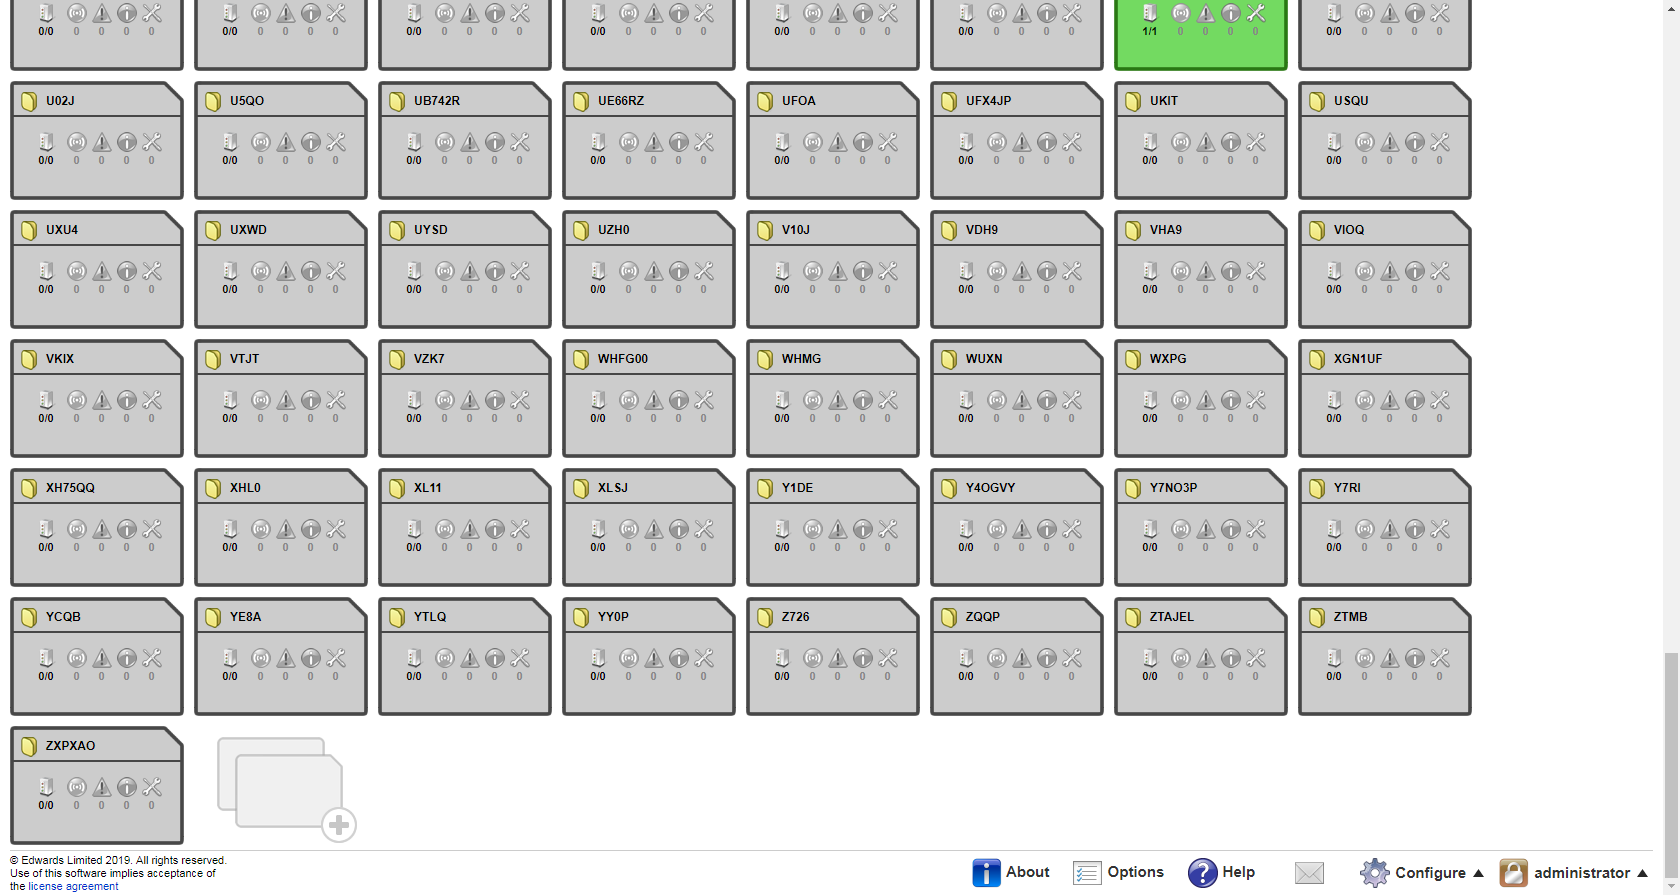 0/0 0 0 0 0 0/0 0 0 0 0 0/0 0 0 0 0 0/0 0 0 0 0 0/0 0 0 0 0 0/0 0 0 0 0 1/1 0 0 0 0 0/0 0 0 0 0
U02J U5QO UB742R UE66RZ UFOA UFX4JP UKIT USQU
0/0 0 0 0 0 0/0 0 0 0 0 0/0 0 0 0 0 0/0 0 0 0 0 0/0 0 0 0 0 0/0 0 0 0 0 0/0 0 0 0 0 0/0 0 0 0 0
UXU4 UXWD UYSD UZH0 V10J VDH9 VHA9 VIOQ
0/0 0 0 0 0 0/0 0 0 0 0 0/0 0 0 0 0 0/0 0 0 0 0 0/0 0 0 0 0 0/0 0 0 0 0 0/0 0 0 0 0 0/0 0 0 0 0
VKIX VTJT VZK7 WHFG00 WHMG WUXN WXPG XGN1UF
0/0 0 0 0 0 0/0 0 0 0 0 0/0 0 0 0 0 0/0 0 0 0 0 0/0 0 0 0 0 0/0 0 0 0 0 0/0 0 0 0 0 0/0 0 0 0 0
XH75QQ XHL0 XL11 XLSJ Y1DE Y4OGVY Y7NO3P Y7RI
0/0 0 0 0 0 0/0 0 0 0 0 0/0 0 0 0 0 0/0 0 0 0 0 0/0 0 0 0 0 0/0 0 0 0 0 0/0 0 0 0 0 0/0 0 0 0 0
YCQB YE8A YTLQ YY0P Z726 ZQQP ZTAJEL ZTMB
0/0 0 0 0 0 0/0 0 0 0 0 0/0 0 0 0 0 0/0 0 0 0 0 0/0 0 0 0 0 0/0 0 0 0 0 0/0 0 0 0 0 0/0 0 0 0 0
ZXPXAO
0/0 0 0 0 0
© Edwards Limited 2019. All rights reserved.
Use of this software implies acceptance of
the license agreement
About Options Help Configure administrator